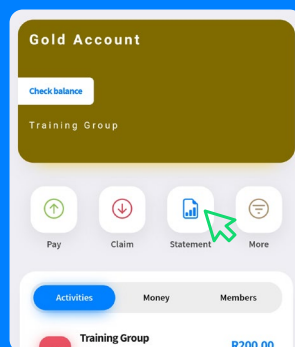 Gold Account
Check balance
Training Group
Pay Claim Statement More
Activities Money Members
Training Group
R200.00